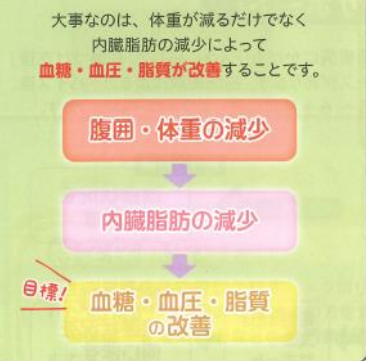 大事なのは、体重が減るだけでなく
内臓脂肪の減少によって
血糖・血圧・脂質が改善することです。
腹囲・体重の減少
内臓脂肪の減少
目標!
血糖・血圧・脂質
の改善